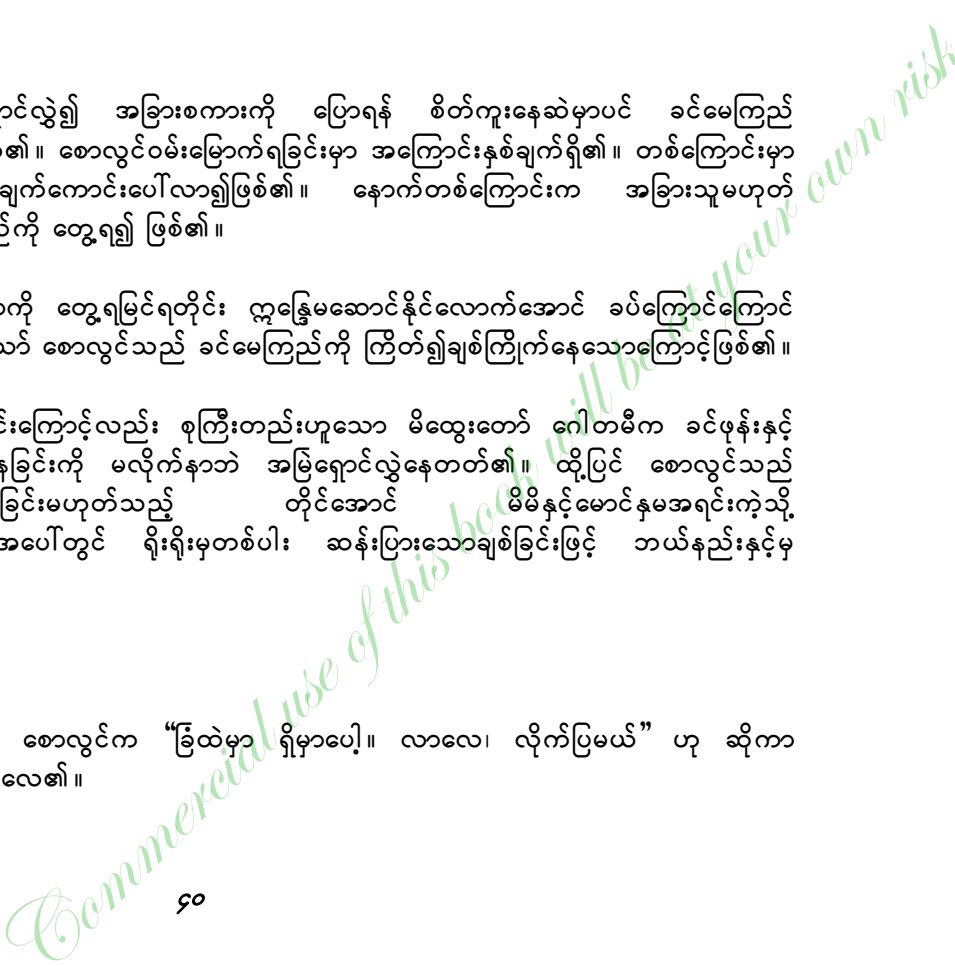 ောင်လွှဲ၍ အခြားစကားကို ပြောရန် စိတ်ကူးနေဆဲမှာပင် ခင်မေကြည်
၏။ စောလွင်ဝမ်းမြောက်ရခြင်းမှာ အကြောင်းနှစ်ချက်ရှိ၏။ တစ်ကြောင်းမှာ
ချက်ကောင်းပေါ်လာ၍ဖြစ်၏။ နောက်တစ်ကြောင်းက အခြားသူမဟုတ်
ည်ကို တွေ့ရ၍ ဖြစ်၏။
ကို တွေ့ရမြင်ရတိုင်း ဣန္ဒြေမဆောင်နိုင်လောက်အောင် ခပ်ကြောင်ကြောင်
သော် စောလွင်သည် ခင်မေကြည်ကို ကြိတ်၍ချစ်ကြိုက်နေသောကြောင့်ဖြစ်၏။
င်းကြောင့်လည်း စုကြီးတည်းဟူသော မိထွေးတော် ဂေါတမီက ခင်ဖုန်းနှင့်
နေခြင်းကို မလိုက်နာဘဲ အမြဲရှောင်လွှဲနေတတ်၏။ ထို့ပြင် စောလွင်သည်
ခြင်းမဟုတ်သည့် တိုင်အောင် မိမိနှင့်မောင်နှမအရင်းကဲ့သို့
အပေါ်တွင် ရိုးရိုးမှတစ်ပါး ဆန်းပြားသောချစ်ခြင်းဖြင့် ဘယ်နည်းနှင့်မှ
စောလွင်က “ခြံထဲမှာ ရှိမှာပေါ့။ လာလေ၊ လိုက်ပြမယ်” ဟု ဆိုကာ
လေ၏။
၄၀
Commercial use of this book will be at your own risk